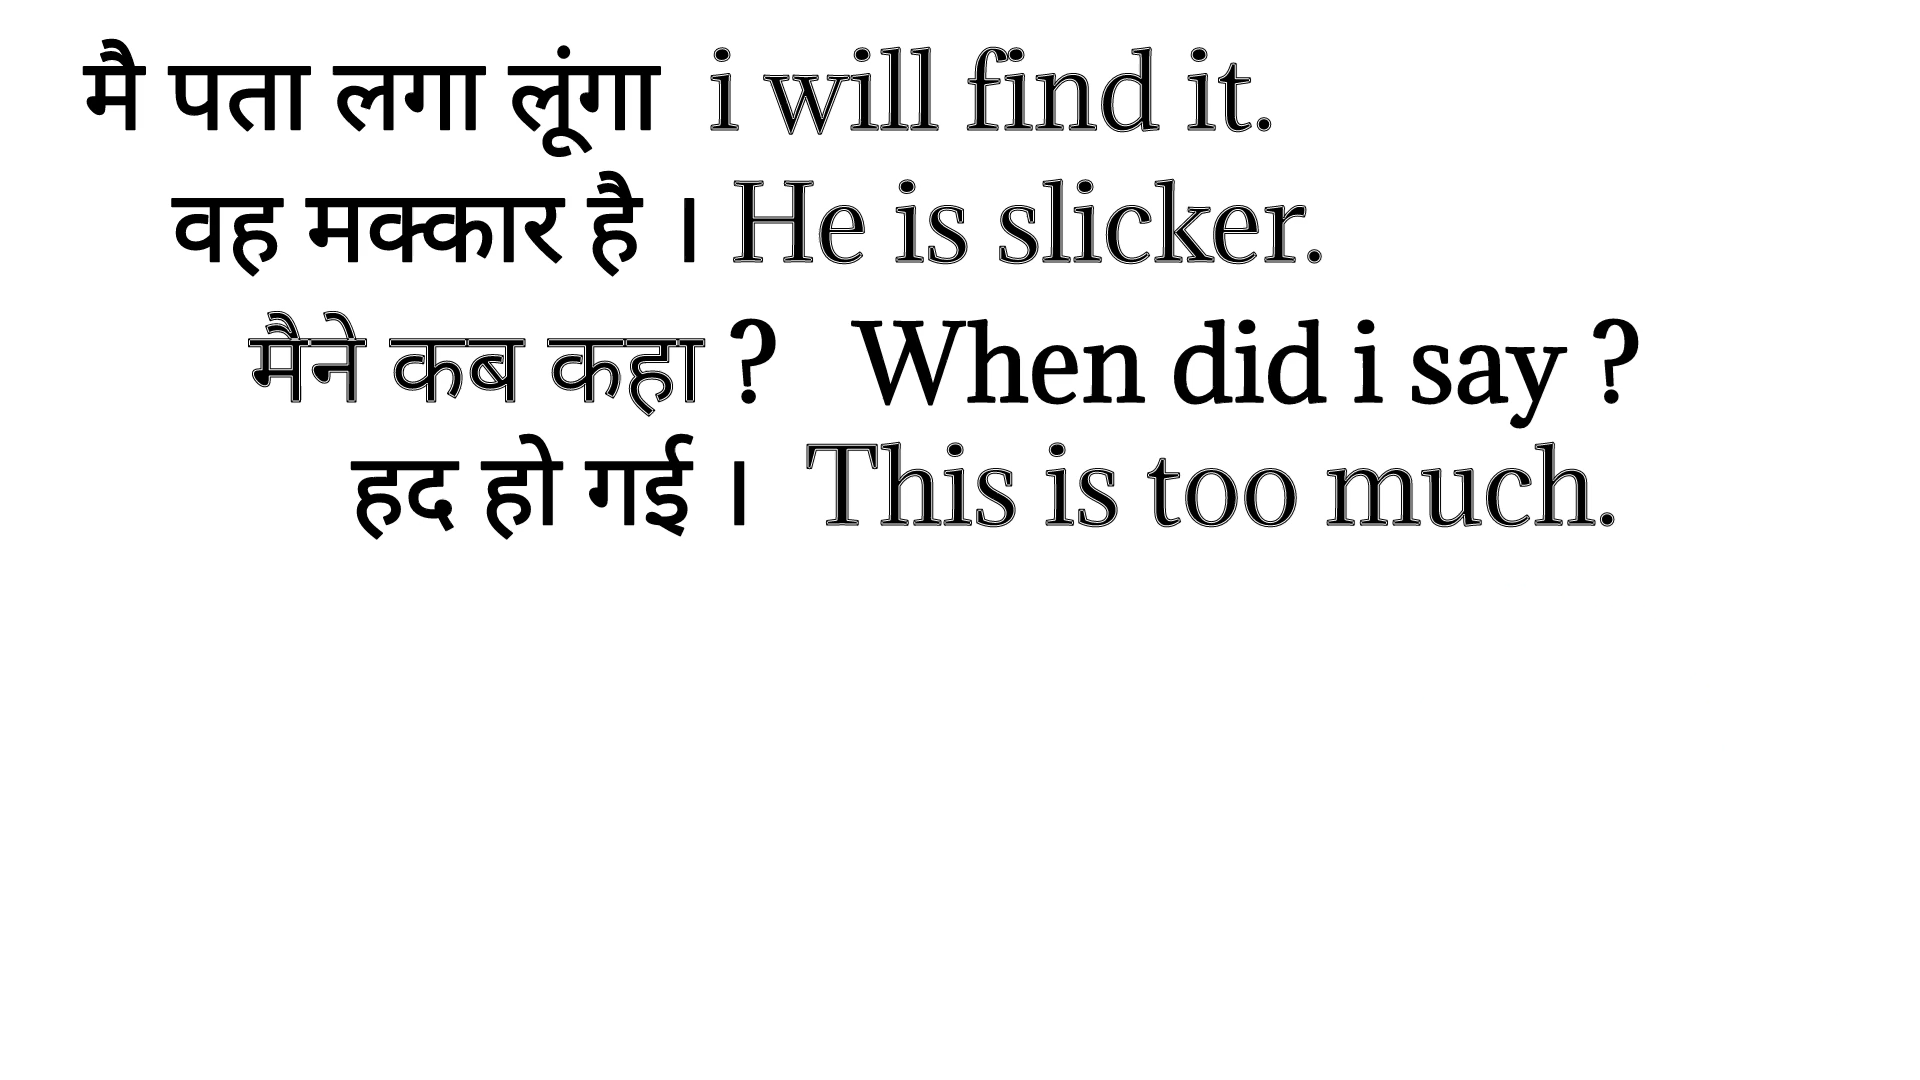 मै पता लगा लूंगा i will find it.
वह मक्कार है । He is slicker.
मैने कब कहा ? When did i say ?
हद हो गई । This is too much.